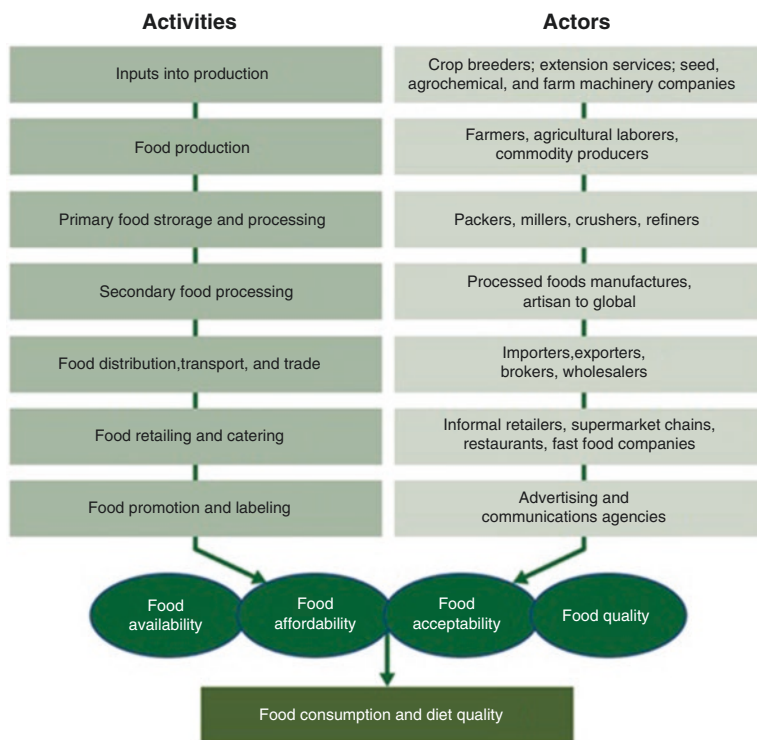 Activities
Actors
Inputs into production
Crop breeders; extension services; seed,
agrochemical, and farm machinery companies
Food production
Farmers, agricultural laborers,
commodity producers
Primary food strorage and processing
Packers, millers, crushers, refiners
Secondary food processing
Processed foods manufactures,
artisan to global
Food distribution,transport, and trade
Importers,exporters,
brokers, wholesalers
Food retailing and catering
Informal retailers, supermarket chains,
restaurants, fast food companies
Food promotion and labeling
Advertising and
communications agencies
Food
availability
Food
affordability
Food
acceptability
Food quality
Food consumption and diet quality